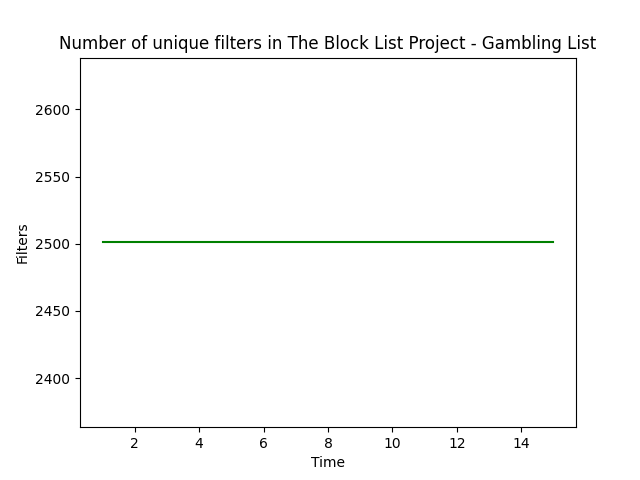 Number of unique filters in The Block List Project - Gambling List
2600
2550
2500
2450
2400
Filters
2 4 6 8 10 12 14
Time